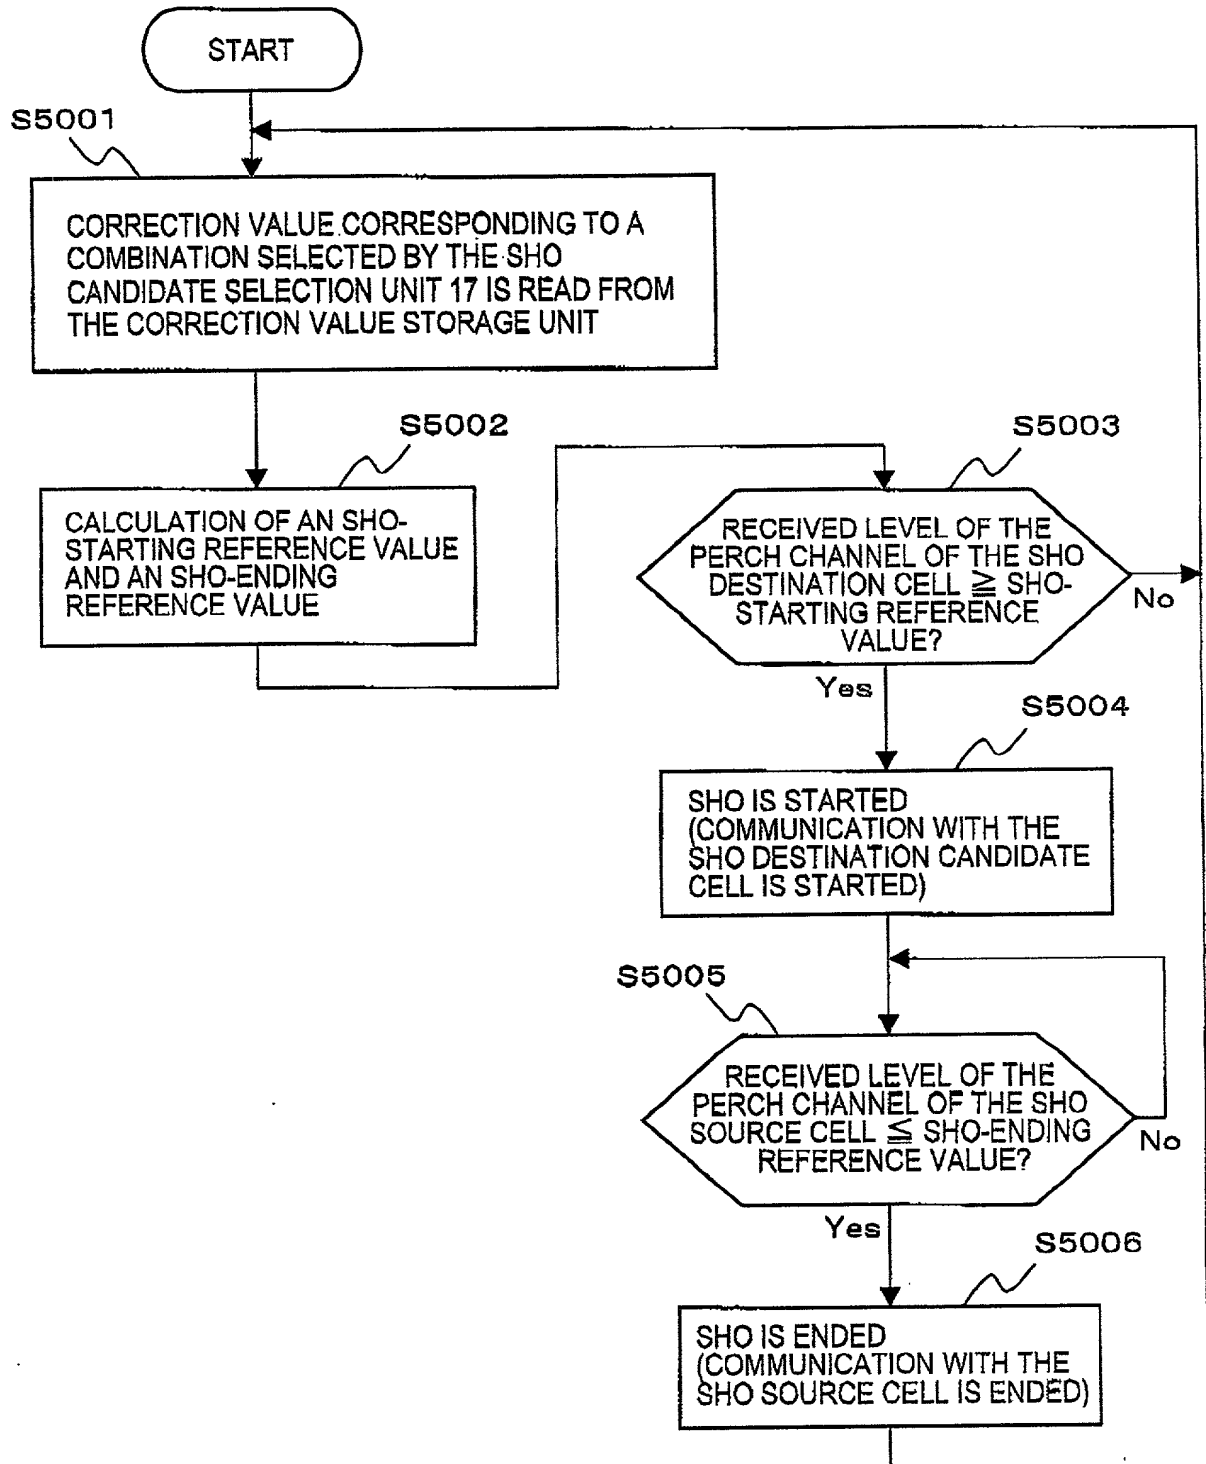 START
S5001
CORRECTION VALUE CORRESPONDING TO A
COMBINATION SELECTED BY THE SHO
CANDIDATE SELECTION UNIT 17 IS READ FROM
THE CORRECTION VALUE STORAGE UNIT
S5002
CALCULATION OF AN SHO-
STARTING REFERENCE VALUE
AND AN SHO-ENDING
REFERENCE VALUE
S5003
RECEIVED LEVEL OF THE
PERCH CHANNEL OF THE SHO
DESTINATION CELL ≧ SHO-
STARTING REFERENCE
VALUE?
No
Yes
S5004
SHO IS STARTED
(COMMUNICATION WITH THE
SHO DESTINATION CANDIDATE
CELL IS STARTED)
S5005
RECEIVED LEVEL OF THE
PERCH CHANNEL OF THE SHO
SOURCE CELL ≦ SHO-ENDING
REFERENCE VALUE?
No
Yes
S5006
SHO IS ENDED
(COMMUNICATION WITH THE
SHO SOURCE CELL IS ENDED)